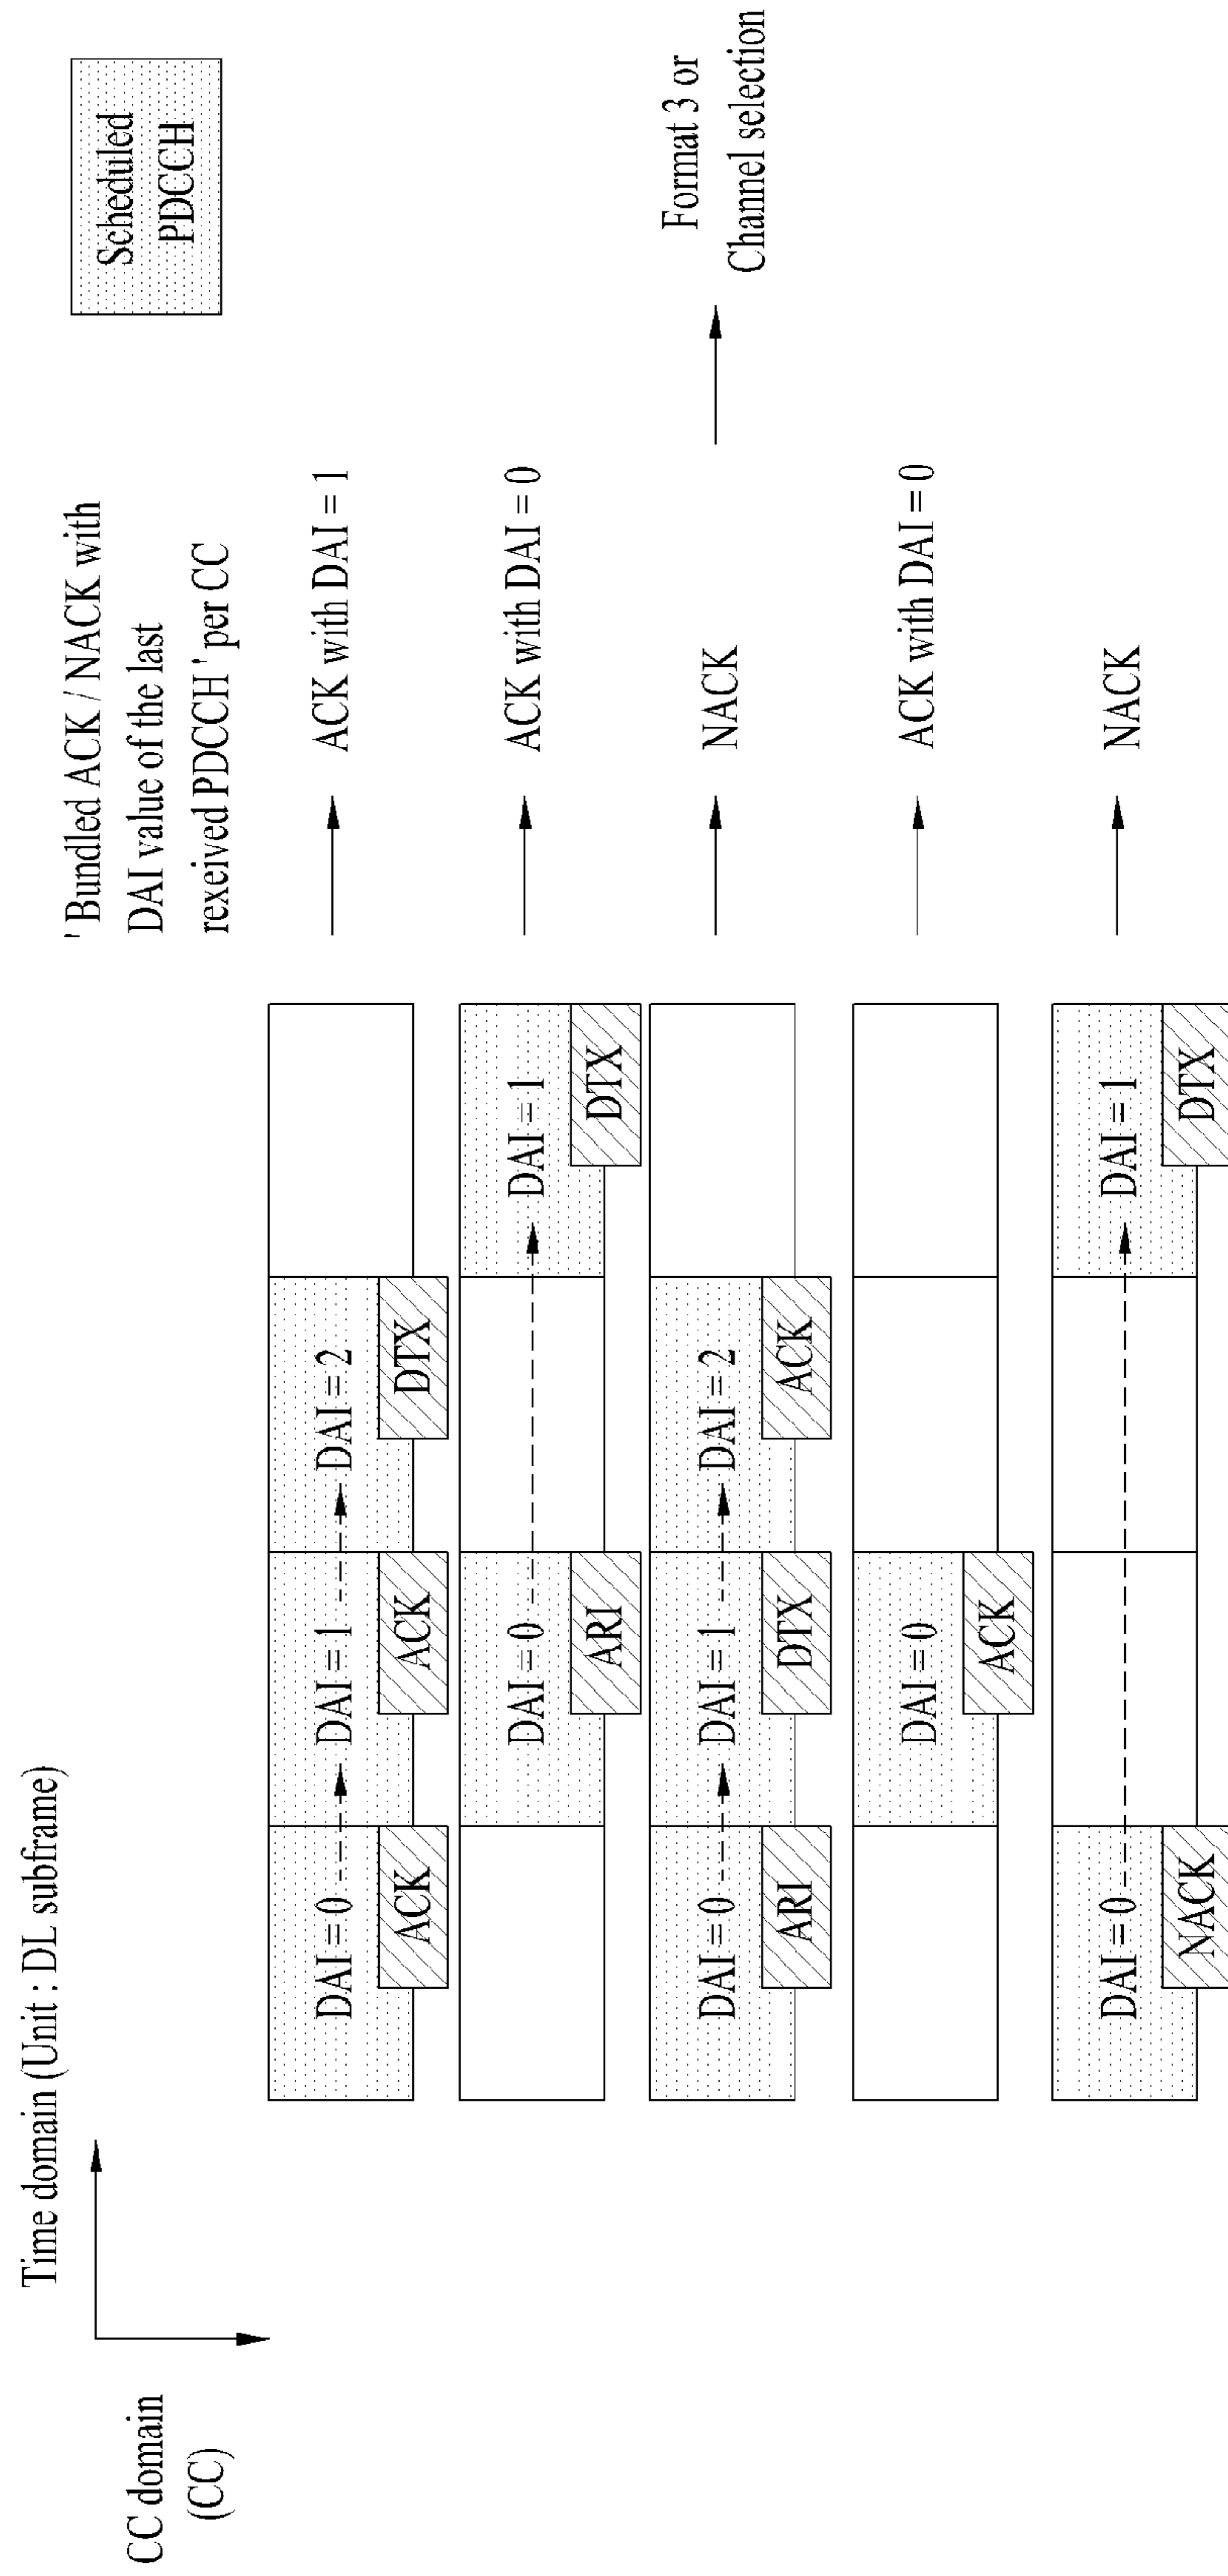 Time domain (Unit : DL subframe)
CC domain
(CC)
' Bundled ACK / NACK with
DAI value of the last
rexeived PDCCH ' per CC
Scheduled
PDCCH
DAI = 0
DAI = 1
DAI = 2
ACK
ACK
DTX
ACK with DAI = 1
DAI = 0
DAI = 1
ARI
DTX
ACK with DAI = 0
DAI = 0
DAI = 1
DAI = 2
ARI
DTX
ACK
NACK
Format 3 or
Channel selection
DAI = 0
ACK
ACK with DAI = 0
DAI = 0
DAI = 1
NACK
DTX
NACK